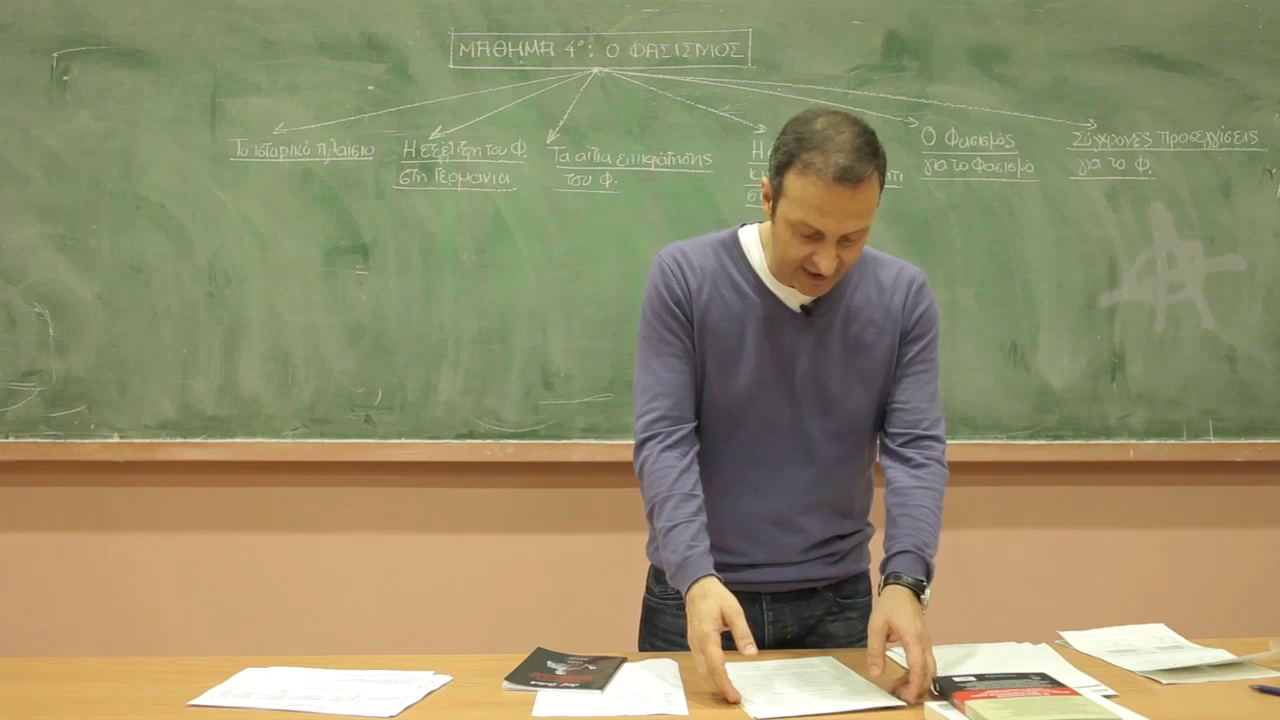 ΜΑΘΗΜΑ 4°: Ο ΦΑΣΙΣΜΟΣ
Το ιστορικό πλαίσιο
Η εξέλιξη του Φ.
στη Γερμανία
Τα αίτια επικράτησης
του Φ.
Η
Ο Φασισμός
για το Φασισμό
Σύγχρονες προσεγγίσεις
για το Φ.